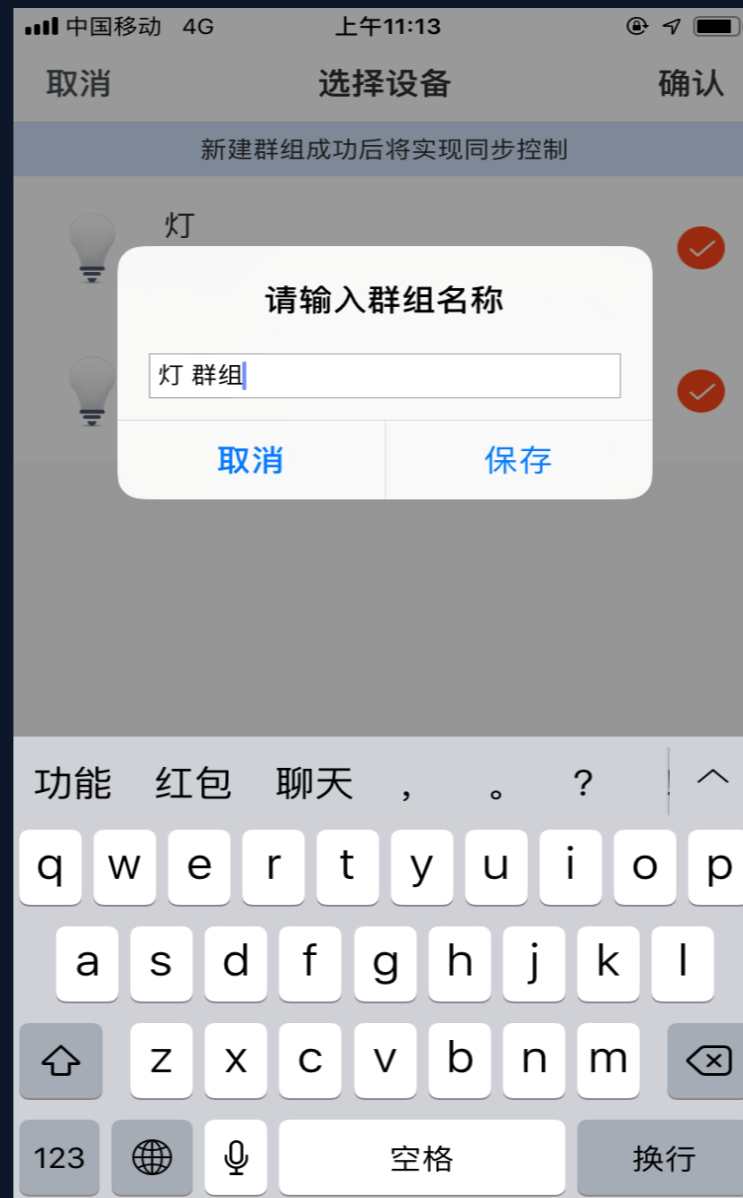 中国移动 4G 上午11:13
取消 选择设备 确认
新建群组成功后将实现同步控制
灯
请输入群组名称
灯 群组
取消 保存
功能 红包 聊天 ， 。 ?
q w e r t y u i o p
a s d f g h j k l
z x c v b n m
123 空格 换行